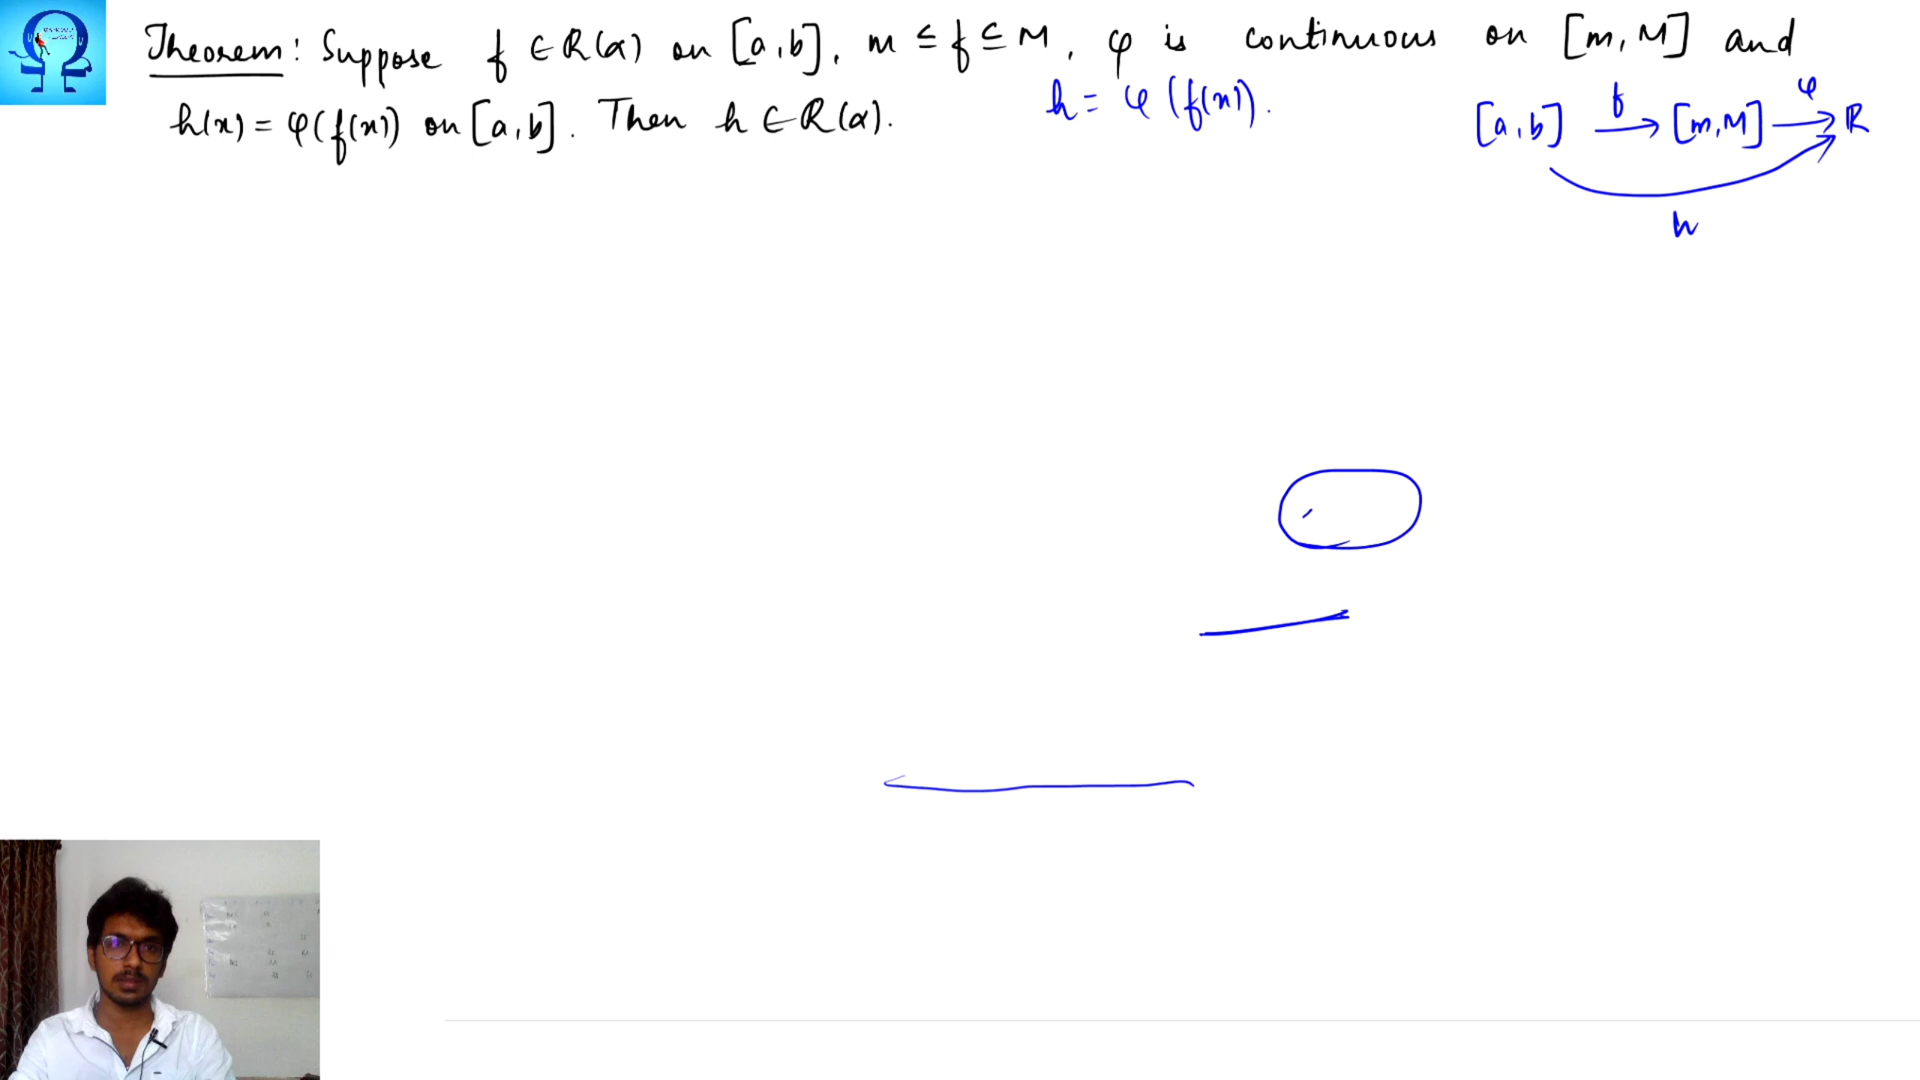 Theorem: Suppose f ∈ R(α) on [a,b], m ≤ f ≤ M, φ is continuous on [m, M] and
h(x) = φ(f(x)) on [a,b]. Then h ∈ R(α).
h = φ (f(x)).
[a,b] f→ [m,M] φ→ R
h